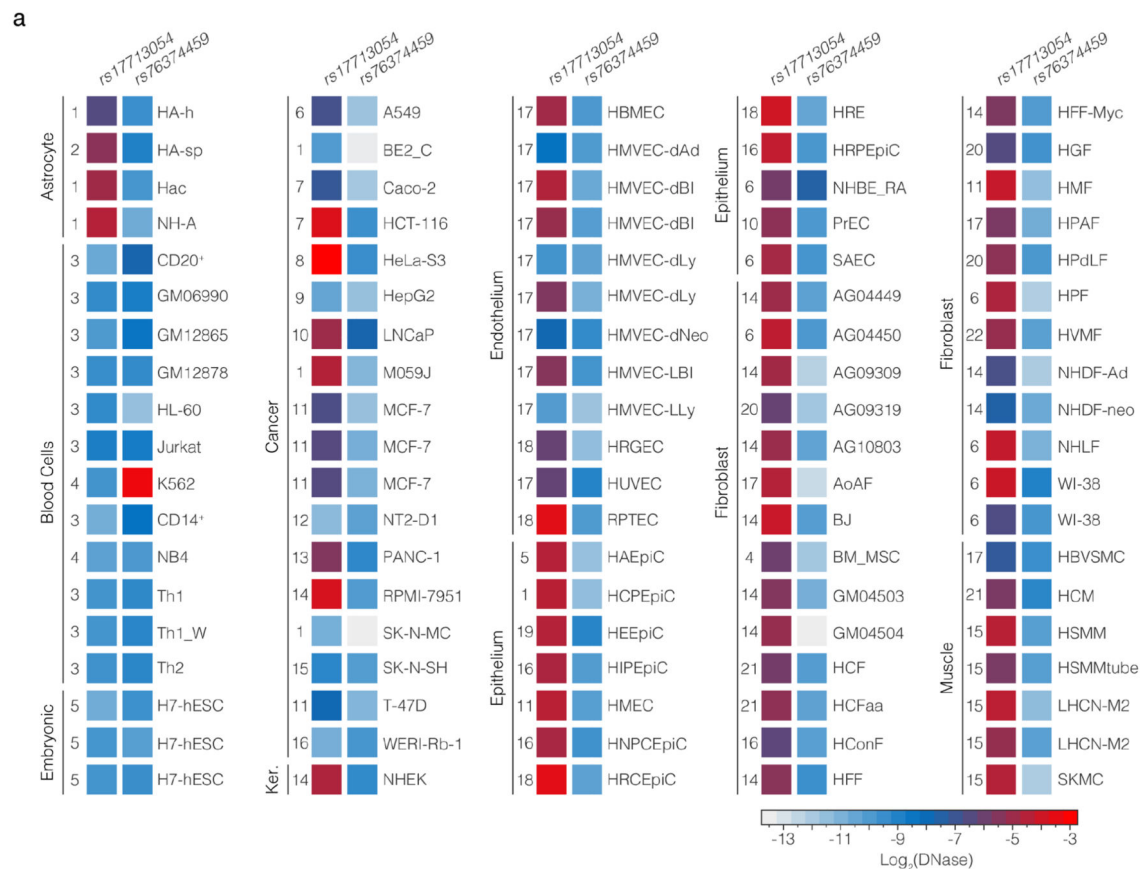 a
rs17713054 rs76374459 rs17713054 rs76374459 rs17713054 rs76374459 rs17713054 rs76374459 rs17713054 rs76374459
Astrocyte
1 HA-h
2 HA-sp
1 Hac
1 NH-A
Blood Cells
3 CD20+
3 GM06990
3 GM12865
3 GM12878
3 HL-60
3 Jurkat
4 K562
3 CD14+
4 NB4
3 Th1
3 Th1_W
3 Th2
Embryonic
5 H7-hESC
5 H7-hESC
5 H7-hESC
Cancer
6 A549
1 BE2_C
7 Caco-2
7 HCT-116
8 HeLa-S3
9 HepG2
10 LNCaP
1 M059J
11 MCF-7
11 MCF-7
11 MCF-7
12 NT2-D1
13 PANC-1
14 RPMI-7951
1 SK-N-MC
15 SK-N-SH
11 T-47D
16 WERI-Rb-1
Ker.
14 NHEK
Endothelium
17 HBMEC
17 HMVEC-dAd
17 HMVEC-dBl
17 HMVEC-dBl
17 HMVEC-dLy
17 HMVEC-dLy
17 HMVEC-dNeo
17 HMVEC-LBl
17 HMVEC-LLy
18 HRGEC
17 HUVEC
18 RPTEC
Epithelium
5 HAEpiC
1 HCPEpiC
19 HEEpiC
16 HIPEpiC
11 HMEC
16 HNPCEpiC
18 HRCEpiC
Epithelium
18 HRE
16 HRPEpiC
6 NHBE_RA
10 PrEC
6 SAEC
Fibroblast
14 AG04449
6 AG04450
14 AG09309
20 AG09319
14 AG10803
17 AoAF
14 BJ
4 BM_MSC
14 GM04503
14 GM04504
21 HCF
21 HCFaa
16 HConF
14 HFF
Fibroblast
14 HFF-Myc
20 HGF
11 HMF
17 HPAF
20 HPdLF
6 HPF
22 HVMF
14 NHDF-Ad
14 NHDF-neo
6 NHLF
6 WI-38
6 WI-38
Muscle
17 HBVSMC
21 HCM
15 HSMM
15 HSMMtube
15 LHCN-M2
15 LHCN-M2
15 SKMC
-13 -11 -9 -7 -5 -3
Log2(DNase)